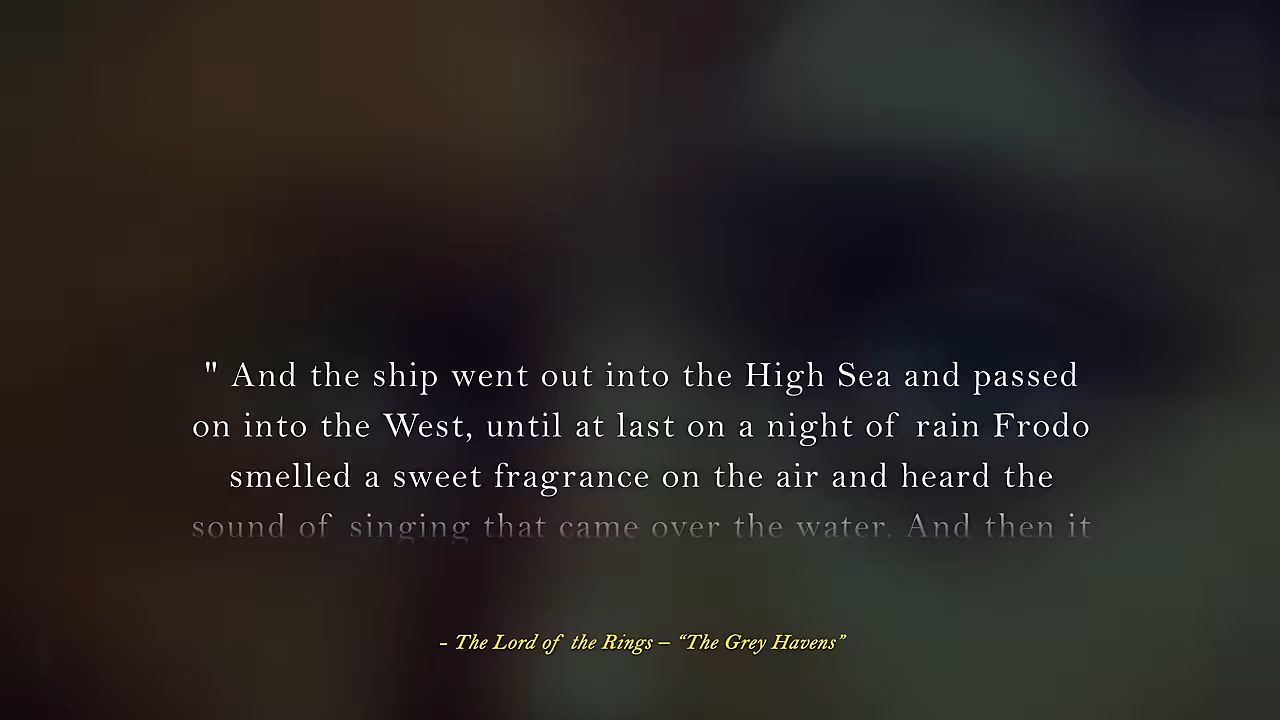 " And the ship went out into the High Sea and passed
on into the West, until at last on a night of rain Frodo
smelled a sweet fragrance on the air and heard the
sound of singing that came over the water. And then it
- The Lord of the Rings – “The Grey Havens”